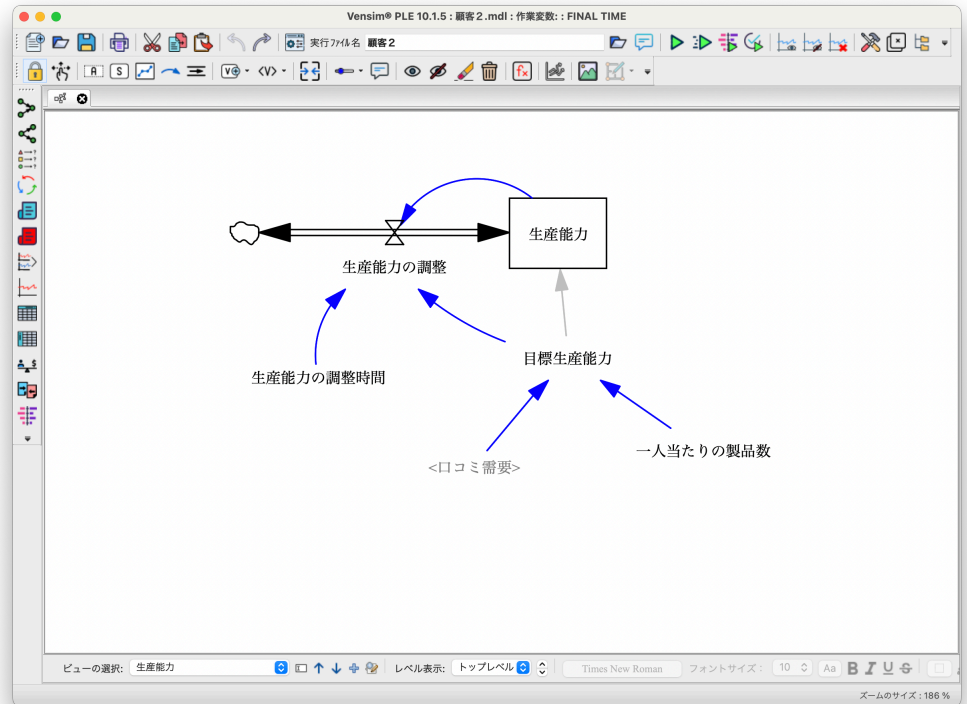 Vensim® PLE 10.1.5 : 顧客２.mdl : 作業変数: : FINAL TIME
実行ファイル名 顧客２
A S
V <V>
fx
生産能力
生産能力の調整
目標生産能力
生産能力の調整時間
一人当たりの製品数
<口コミ需要>
ビューの選択: 生産能力 レベル表示: トップレベル Times New Roman フォントサイズ： 10 Aa B I U S
ズームのサイズ : 186 %